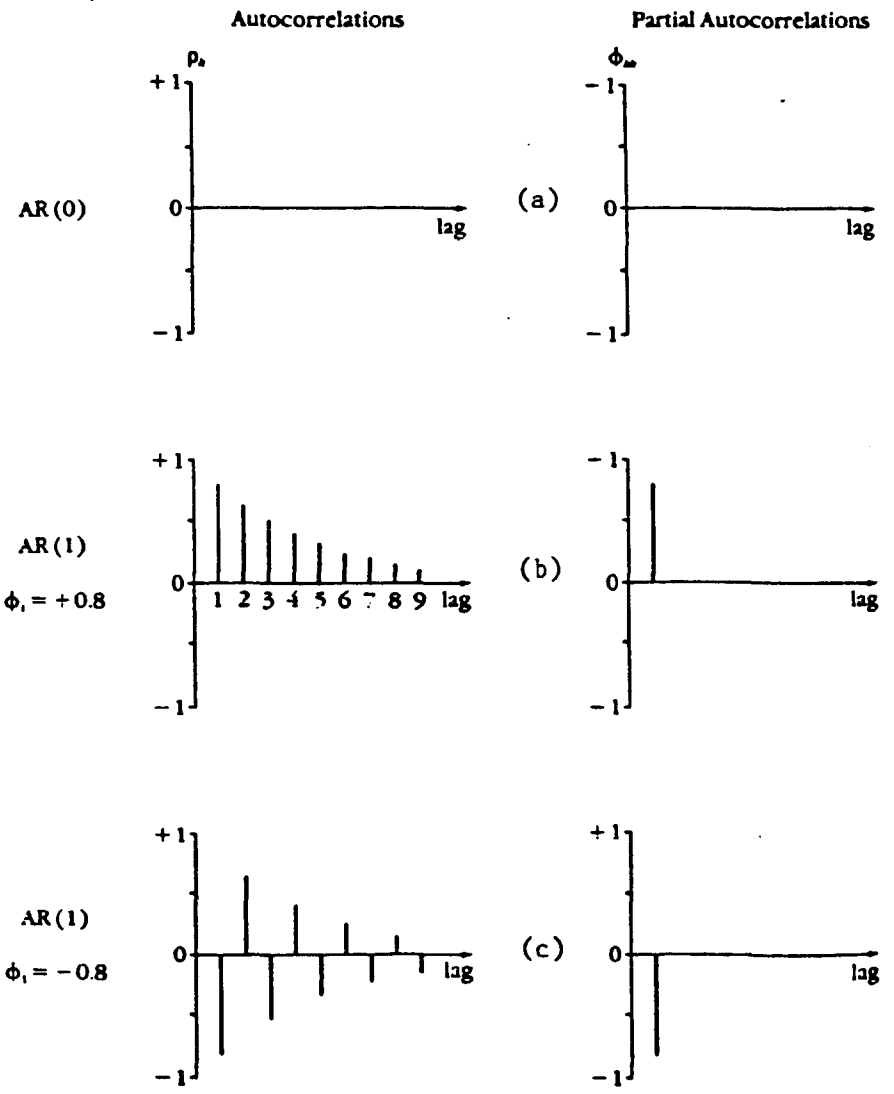 Autocorrelations Partial Autocorrelations
ρₖ ϕₖₖ
+1 −1
AR(0) 0 lag (a) 0 lag
−1 −1
+1 −1
AR(1)
ϕ₁ = +0.8 0 1 2 3 4 5 6 7 8 9 lag (b) 0 lag
−1 −1
+1 +1
AR(1)
ϕ₁ = −0.8 0 lag (c) 0 lag
−1 −1